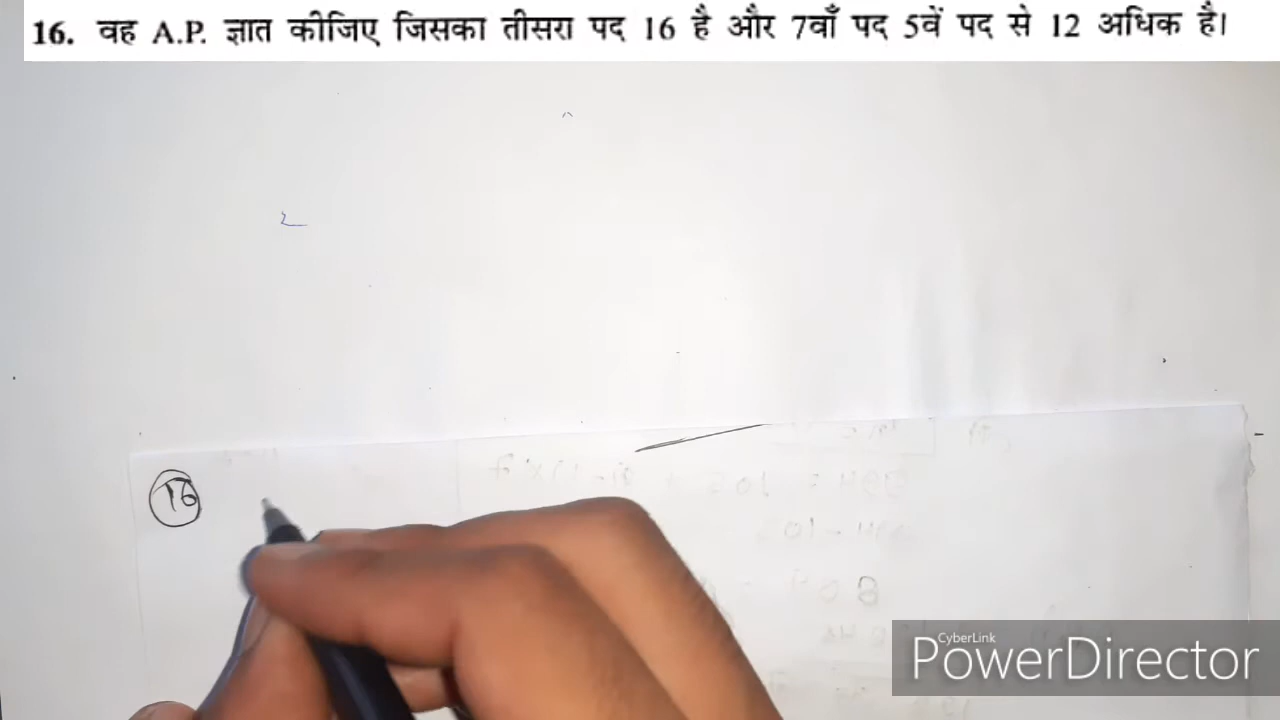 16. वह A.P. ज्ञात कीजिए जिसका तीसरा पद 16 है और 7वाँ पद 5वें पद से 12 अधिक है।
16
CyberLink
PowerDirector